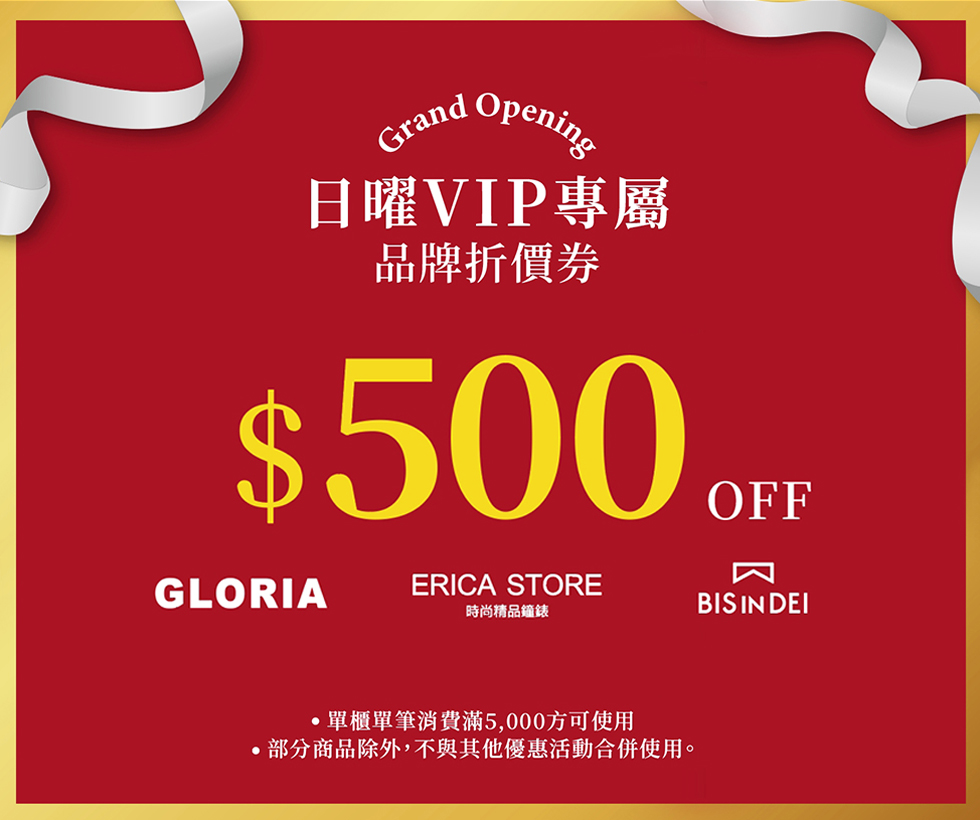 Grand Opening
日曜VIP專屬
品牌折價券
$500 OFF
GLORIA
ERICA STORE
時尚精品鐘錶
BISINDEI
•單櫃單筆消費滿5,000方可使用
•部分商品除外，不與其他優惠活動合併使用。